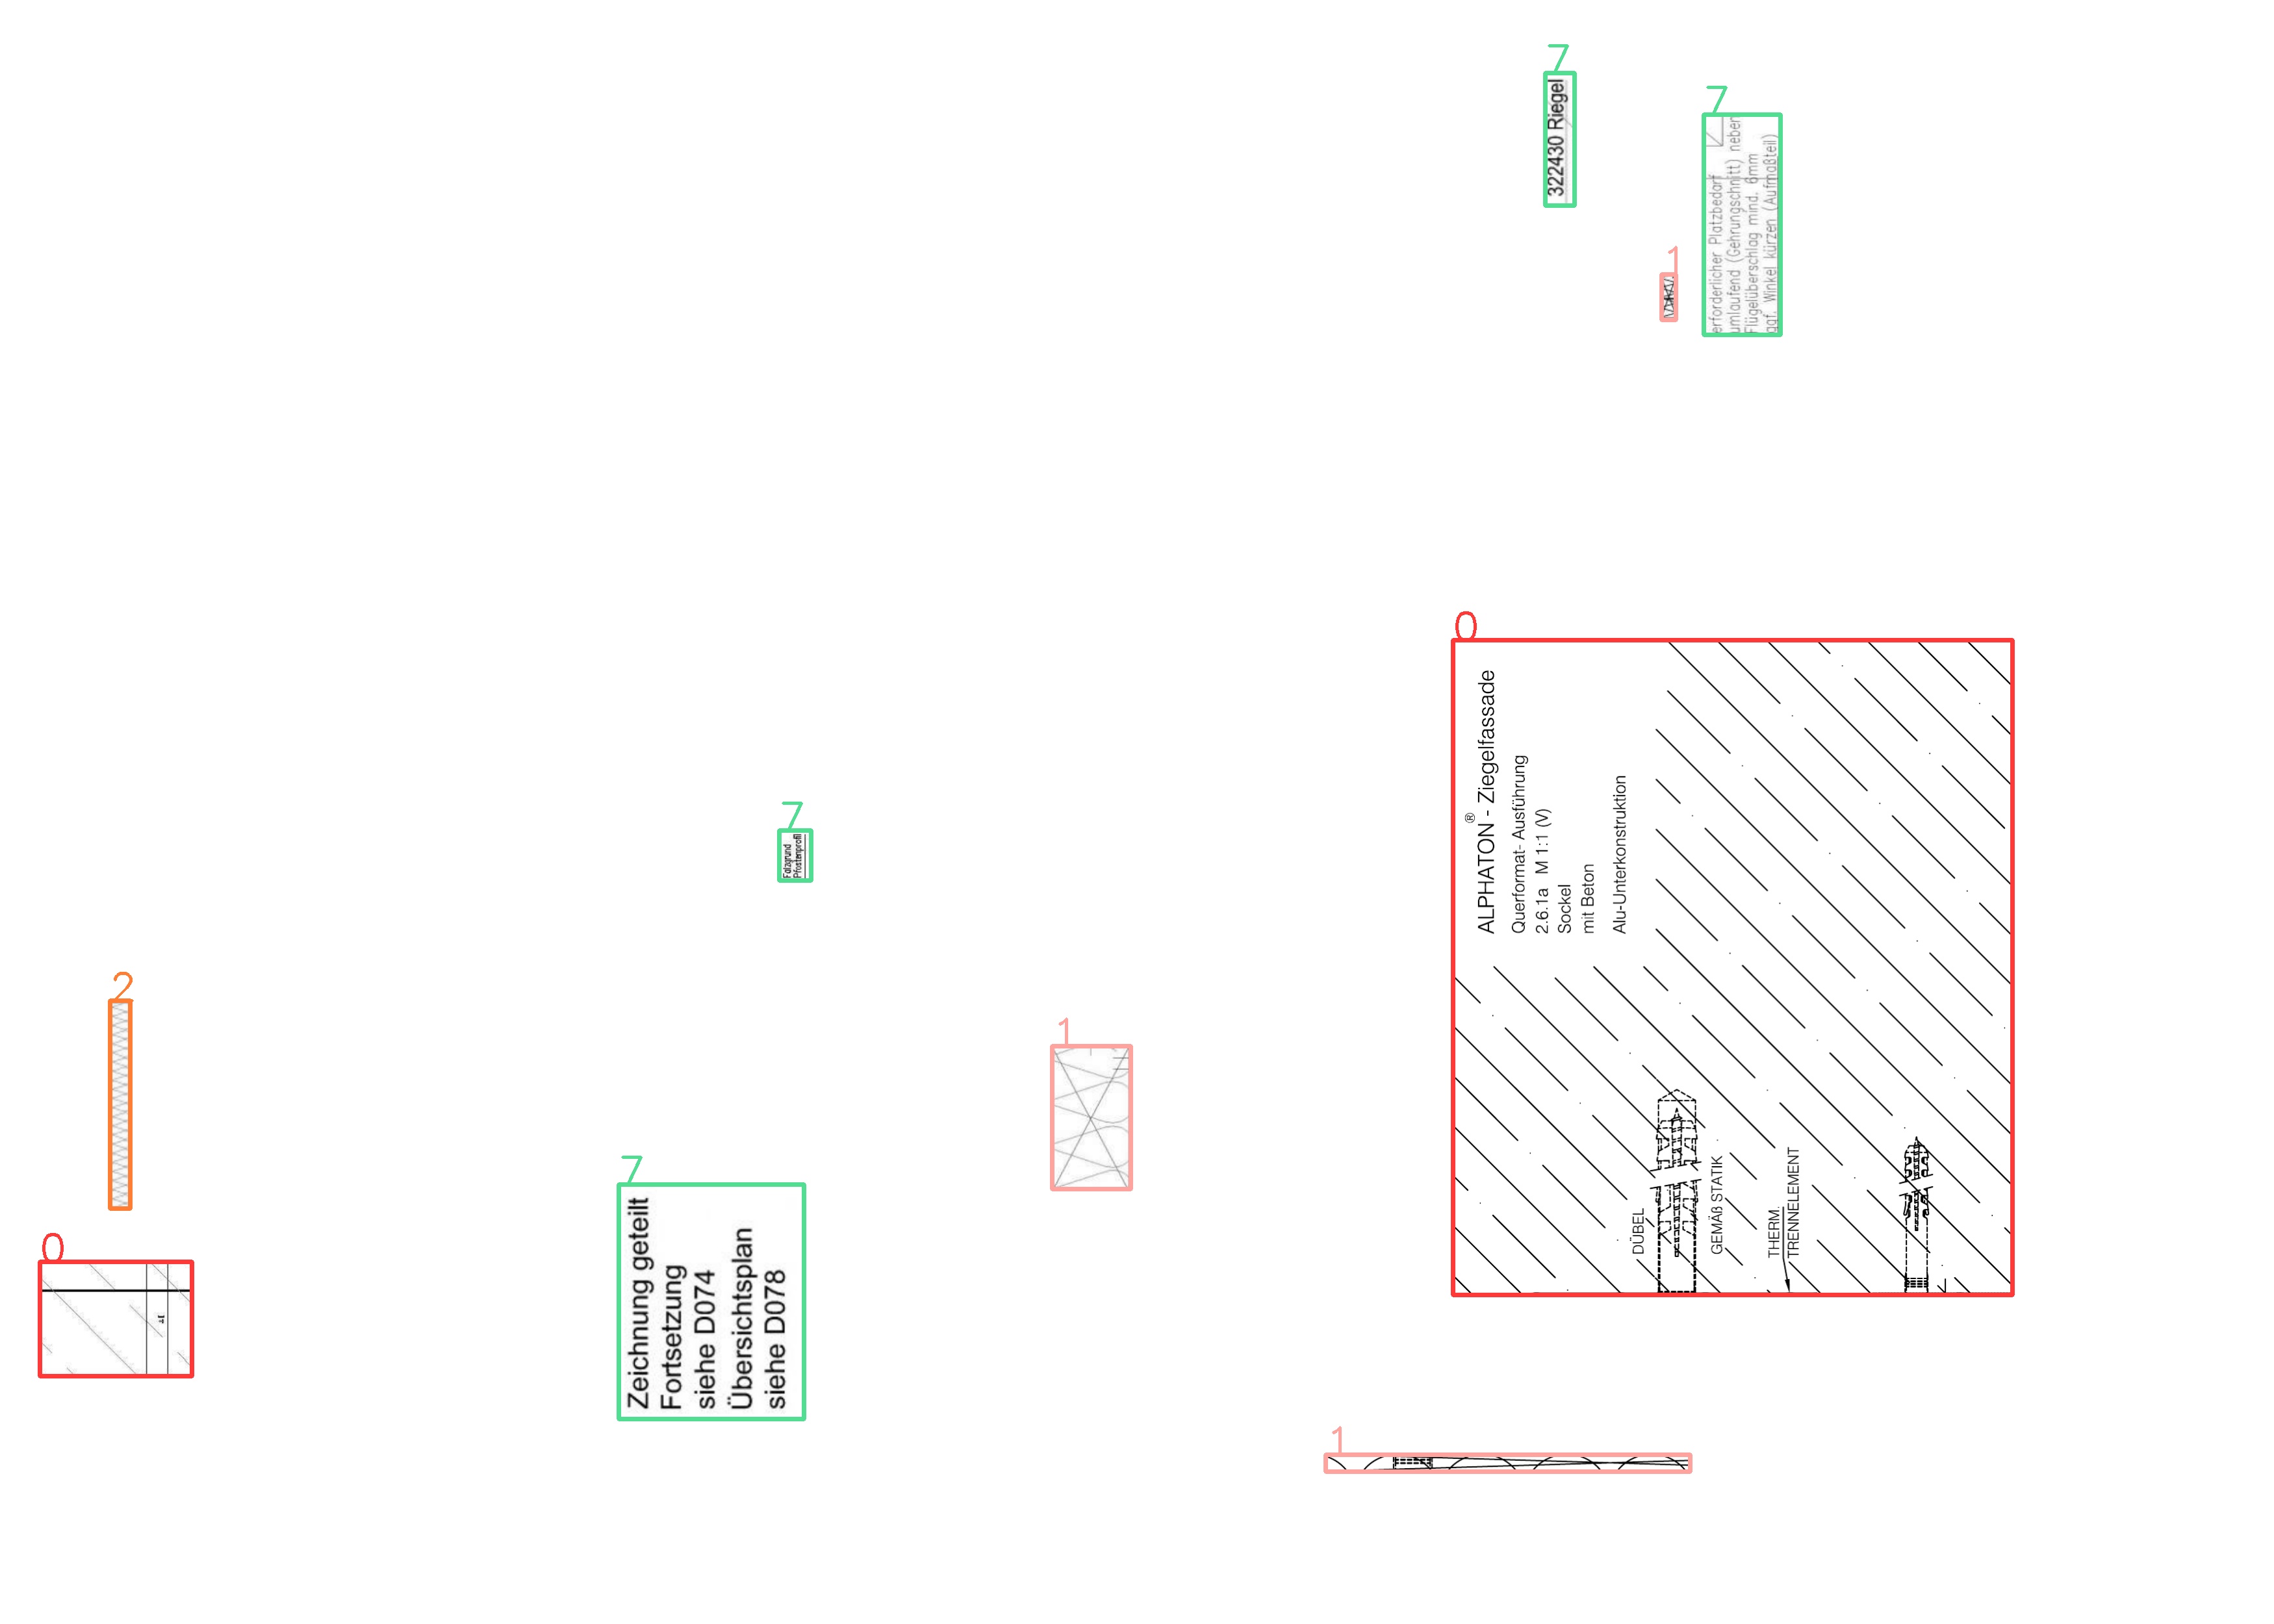 7
322430 Riegel
7
erforderlicher Platzbedarf
umlaufend (Gehrungschnitt) neben
Flügelüberschlag mind. 6mm
ggf. Winkel kürzen (Aufmaßteil)
1
0
ALPHATON® - Ziegelfassade
Querformat- Ausführung
2.6.1a M 1:1 (V)
Sockel
mit Beton
Alu-Unterkonstruktion
DÜBEL
GEMÄß STATIK
THERM.
TRENNELEMENT
7
Falzgrund
Pfostenprofil
2
1
7
Zeichnung geteilt
Fortsetzung
siehe D074
Übersichtsplan
siehe D078
0
1